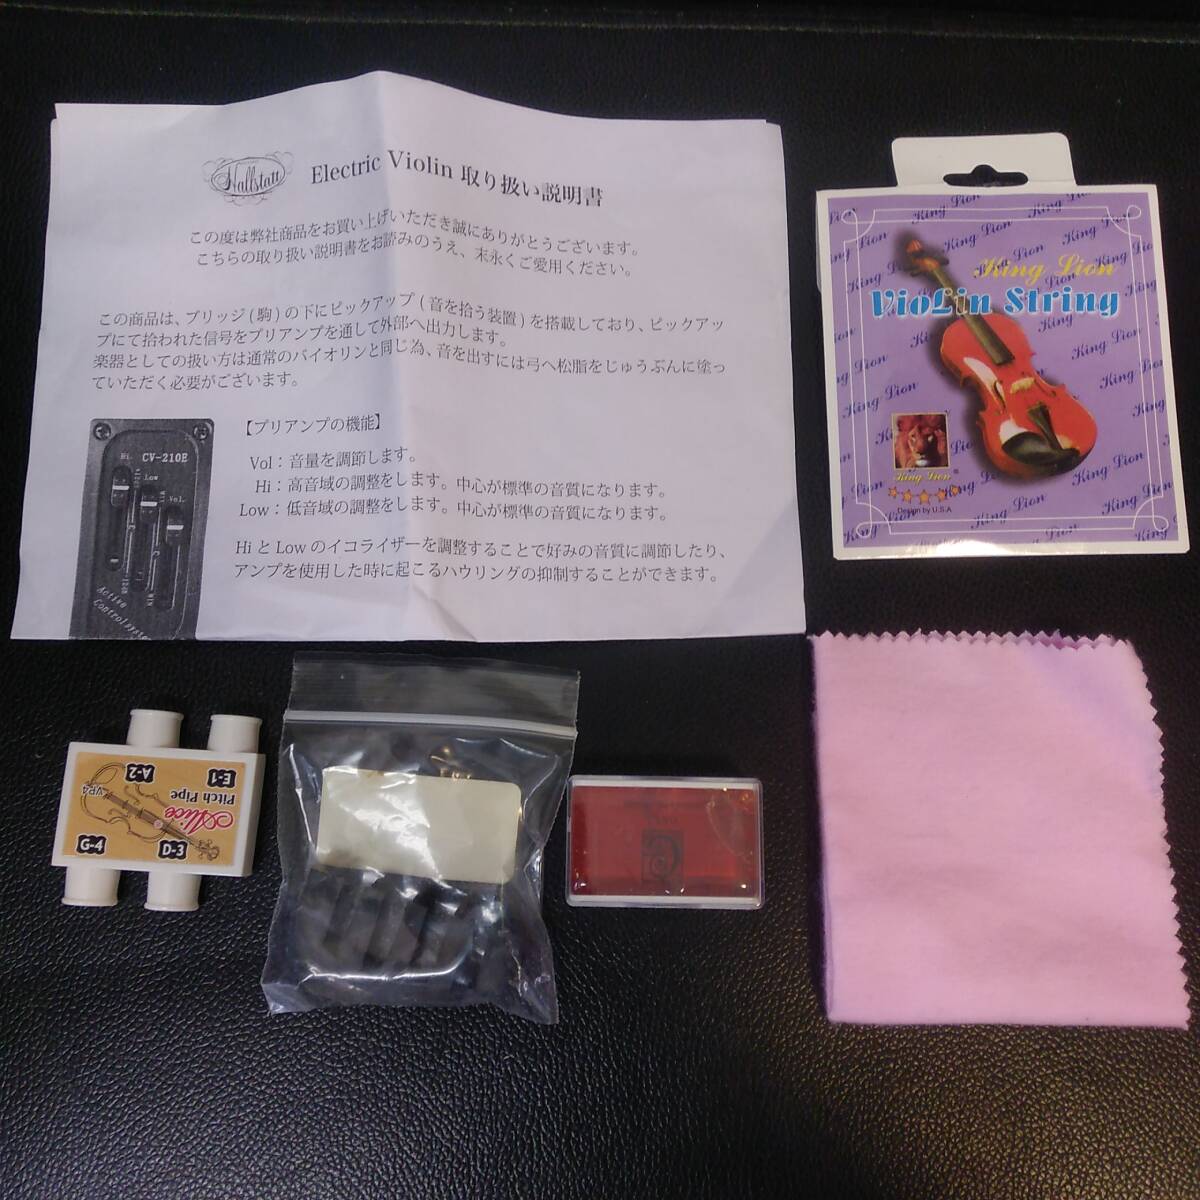 Hallstatt
Electric Violin 取り扱い説明書
この度は弊社商品をお買い上げいただき誠にありがとうございます。
こちらの取り扱い説明書をお読みのうえ、末永くご愛用ください。
この商品は、ブリッジ(駒)の下にピックアップ(音を拾う装置)を搭載しており、ピックアッ
プにて拾われた信号をプリアンプを通して外部へ出力します。
楽器としての扱い方は通常のバイオリンと同じ為、音を出すには弓へ松脂をじゅうぶんに塗っ
ていただく必要がございます。
【プリアンプの機能】
Vol：音量を調節します。
Hi：高音域の調整をします。中心が標準の音質になります。
Low：低音域の調整をします。中心が標準の音質になります。
HiとLowのイコライザーを調整することで好みの音質に調節したり、
アンプを使用した時に起こるハウリングの抑制することができます。
CV-210E
Hi
Low
Vol.
Active
Controlsystem
King Lion
VioLin String
King Lion
Design by U.S.A
E-1
A-2
Pitch Pipe
Alice
VP4
G-4
D-3